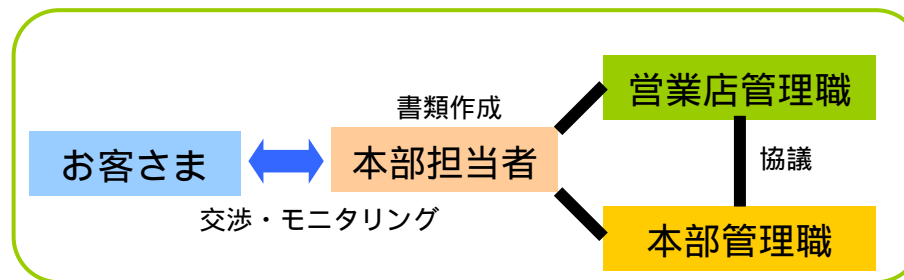 営業店管理職
書類作成
お客さま
本部担当者
協議
交渉・モニタリング
本部管理職